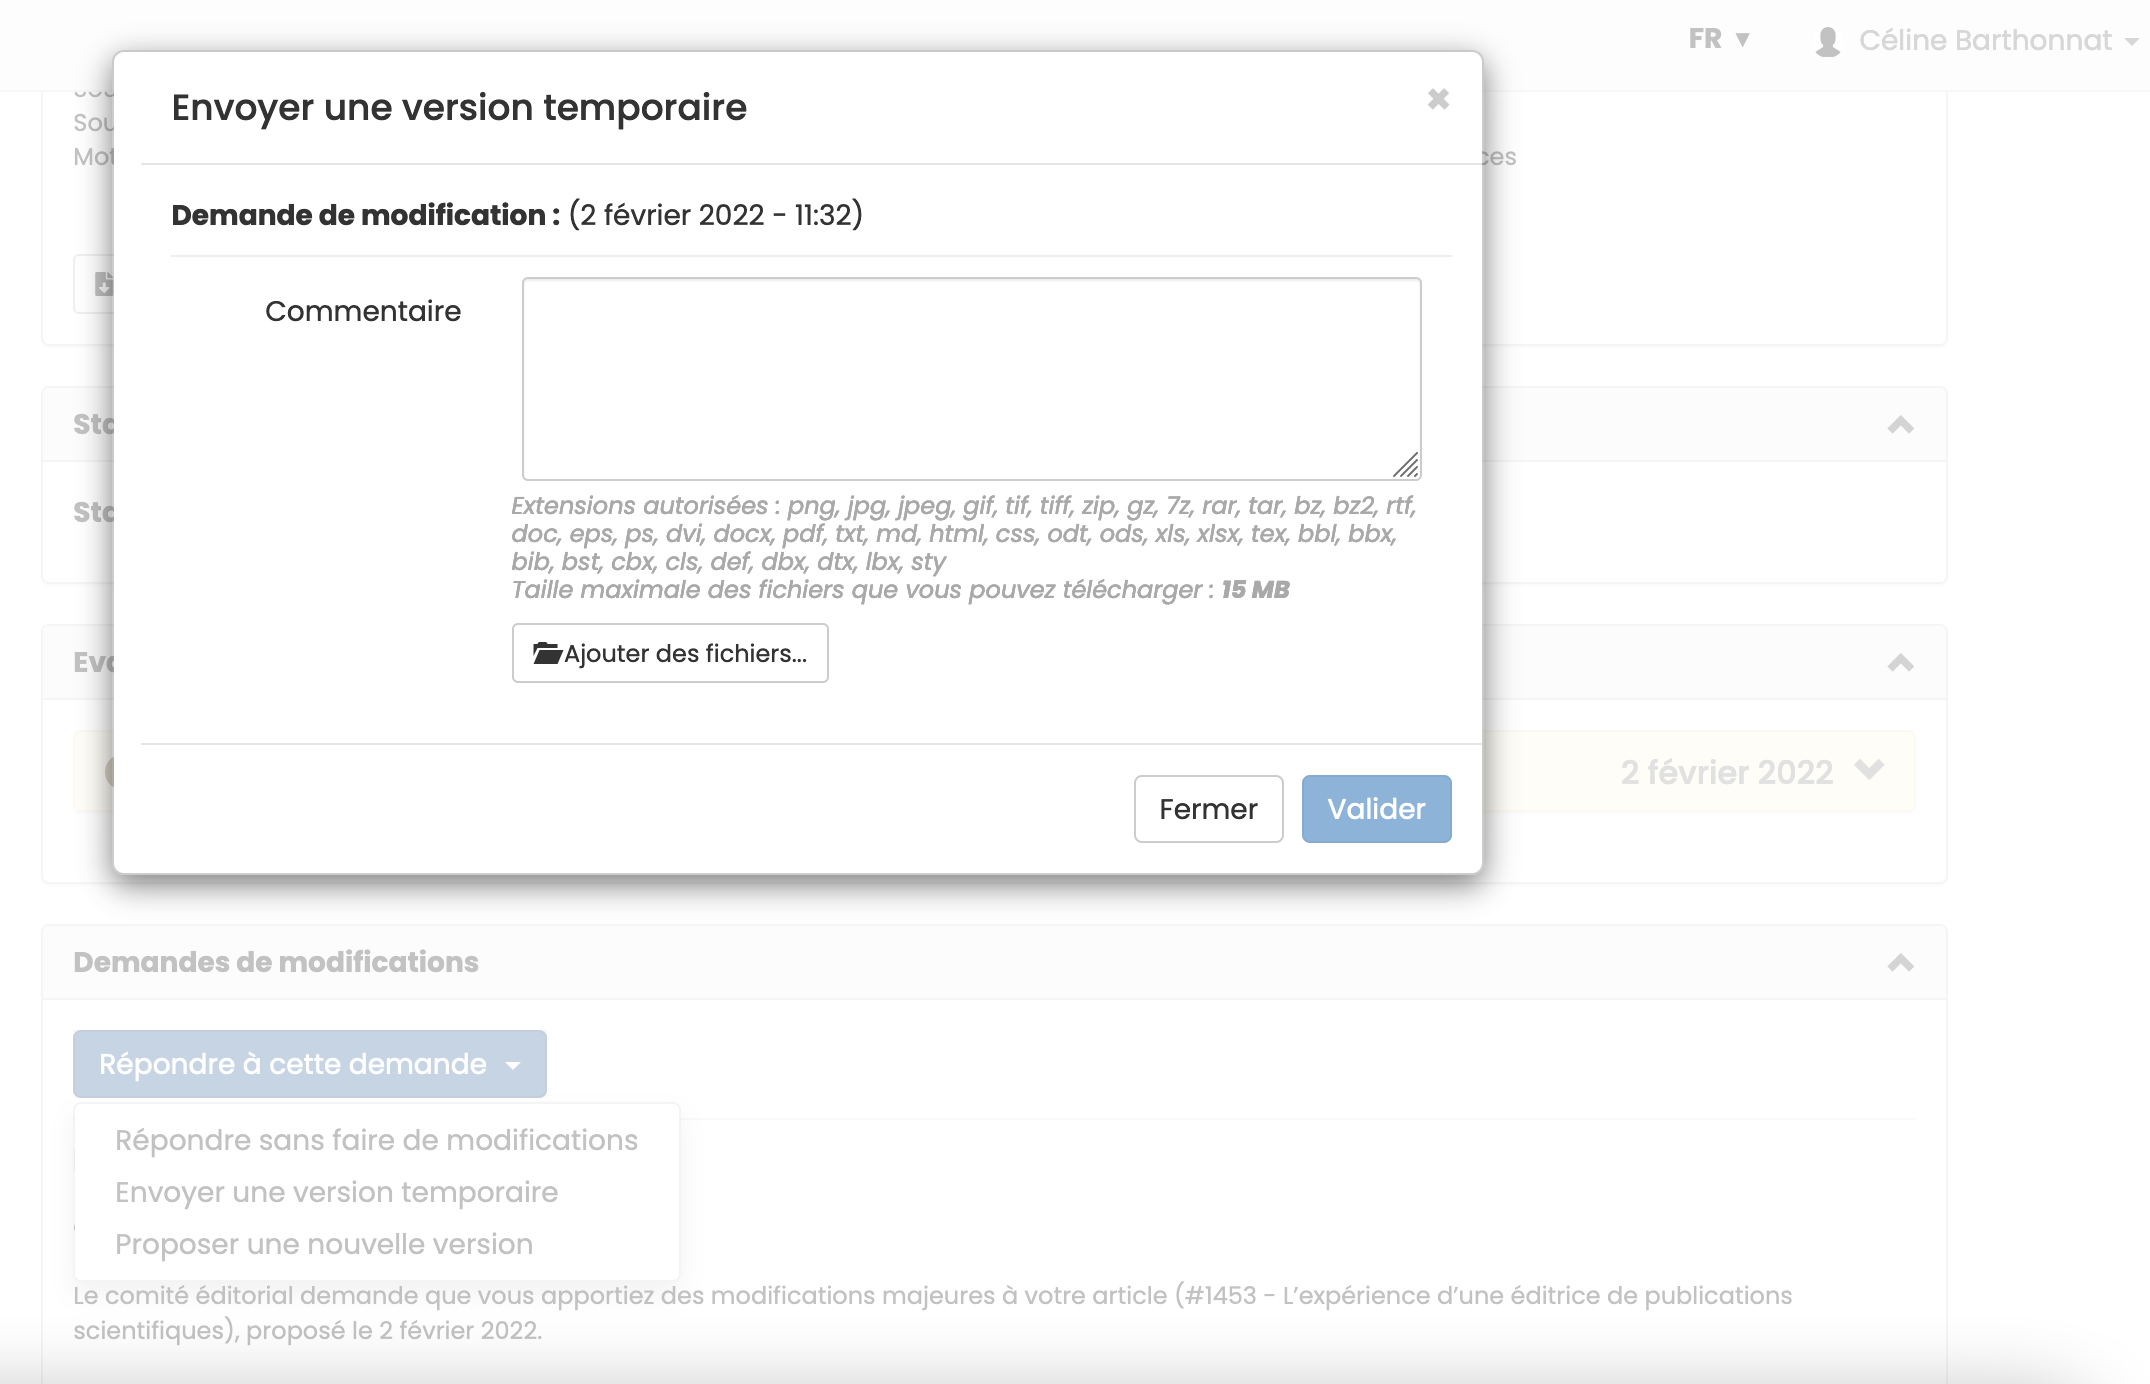 FR ▼
Céline Barthonnat
Envoyer une version temporaire
Demande de modification : (2 février 2022 - 11:32)
Commentaire
Extensions autorisées : png, jpg, jpeg, gif, tif, tiff, zip, gz, 7z, rar, tar, bz, bz2, rtf,
doc, eps, ps, dvi, docx, pdf, txt, md, html, css, odt, ods, xls, xlsx, tex, bbl, bbx,
bib, bst, cbx, cls, def, dbx, dtx, lbx, sty
Taille maximale des fichiers que vous pouvez télécharger : 15 MB
Ajouter des fichiers...
2 février 2022
Fermer
Valider
Demandes de modifications
Répondre à cette demande
Répondre sans faire de modifications
Envoyer une version temporaire
Proposer une nouvelle version
Le comité éditorial demande que vous apportiez des modifications majeures à votre article (#1453 - L’expérience d’une éditrice de publications
scientifiques), proposé le 2 février 2022.